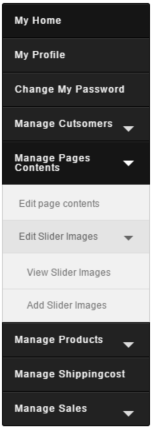 My Home
My Profile
Change My Password
Manage Cutsomers
Manage Pages
Contents
Edit page contents
Edit Slider Images
View Slider Images
Add Slider Images
Manage Products
Manage Shippingcost
Manage Sales